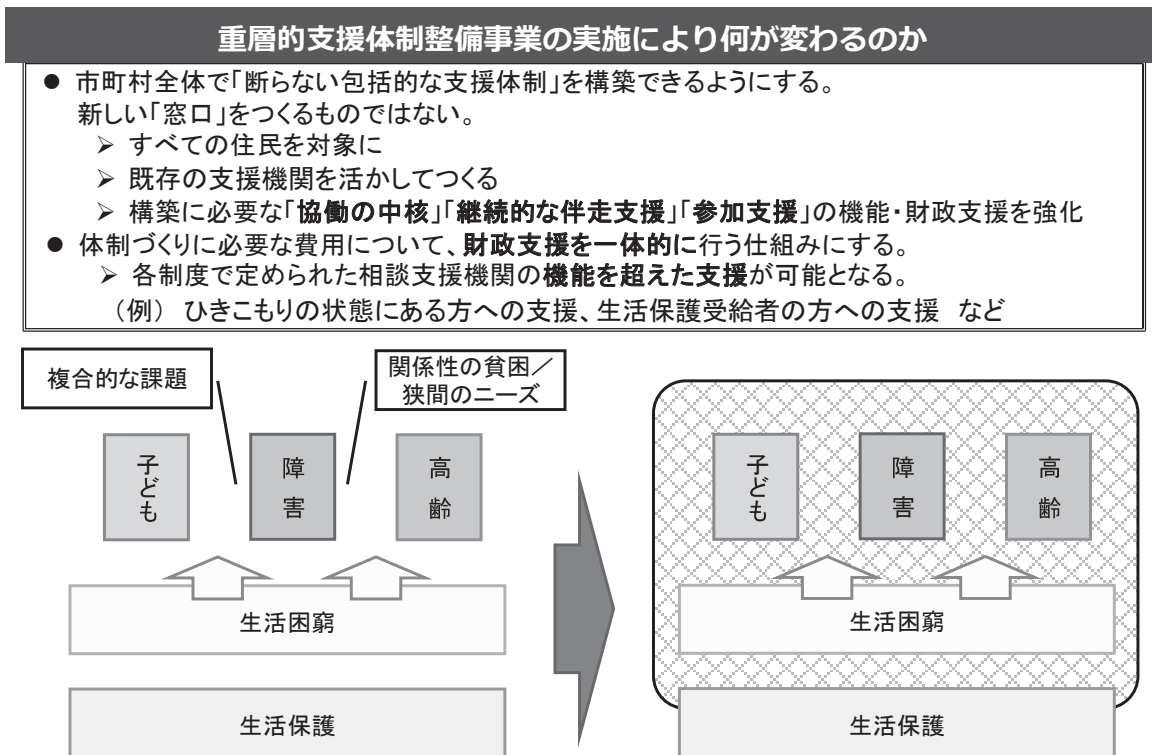 重層的支援体制整備事業の実施により何が変わるのか
● 市町村全体で「断らない包括的な支援体制」を構築できるようにする。
新しい「窓口」をつくるものではない。
➢ すべての住民を対象に
➢ 既存の支援機関を活かしてつくる
➢ 構築に必要な「協働の中核」「継続的な伴走支援」「参加支援」の機能・財政支援を強化
● 体制づくりに必要な費用について、財政支援を一体的に行う仕組みにする。
➢ 各制度で定められた相談支援機関の機能を超えた支援が可能となる。
（例） ひきこもりの状態にある方への支援、生活保護受給者の方への支援 など
複合的な課題
関係性の貧困／
狭間のニーズ
子ども
障害
高齢
生活困窮
生活保護
子ども
障害
高齢
生活困窮
生活保護